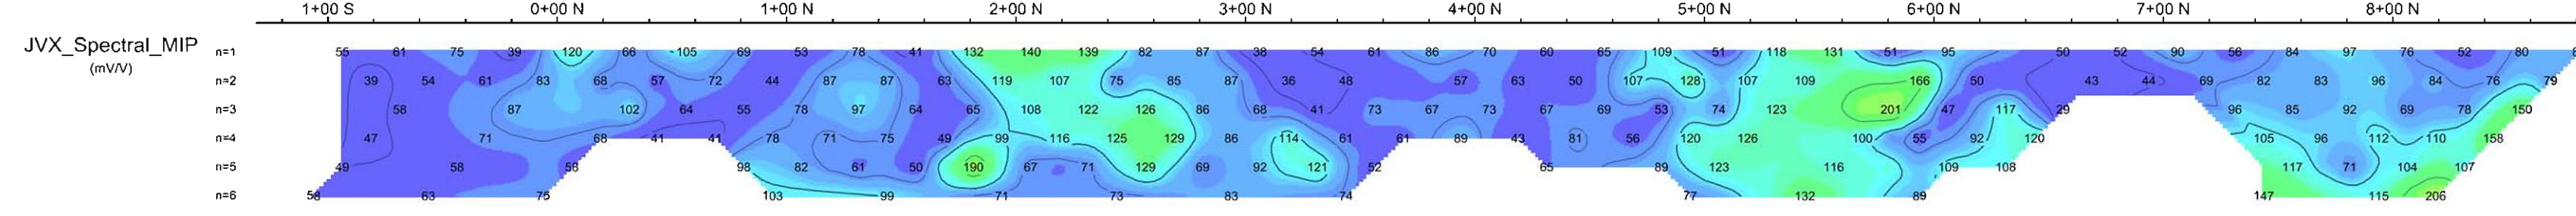 1+00 S 0+00 N 1+00 N 2+00 N 3+00 N 4+00 N 5+00 N 6+00 N 7+00 N 8+00 N
JVX_Spectral_MIP
(mV/V)
n=1 55 61 75 39 120 66 105 69 53 78 41 132 140 139 82 87 38 54 61 86 70 60 65 109 51 118 131 51 95 50 52 90 56 84 97 76 52 80
n=2 39 54 61 83 68 57 72 44 87 87 63 119 107 75 85 87 36 48 57 63 50 107 128 107 109 166 50 43 44 69 82 83 96 84 76 79
n=3 58 87 102 64 55 78 97 64 65 108 122 126 86 68 41 73 67 73 67 69 53 74 123 201 47 117 29 96 85 92 69 78 150
n=4 47 71 68 41 41 78 71 75 49 99 116 125 129 86 114 61 61 89 43 81 56 120 126 100 55 92 120 105 96 112 110 158
n=5 49 58 58 98 82 61 50 190 67 71 129 69 92 121 52 65 89 123 116 109 108 117 71 104 107
n=6 58 63 75 103 99 71 73 83 74 77 132 89 147 115 206